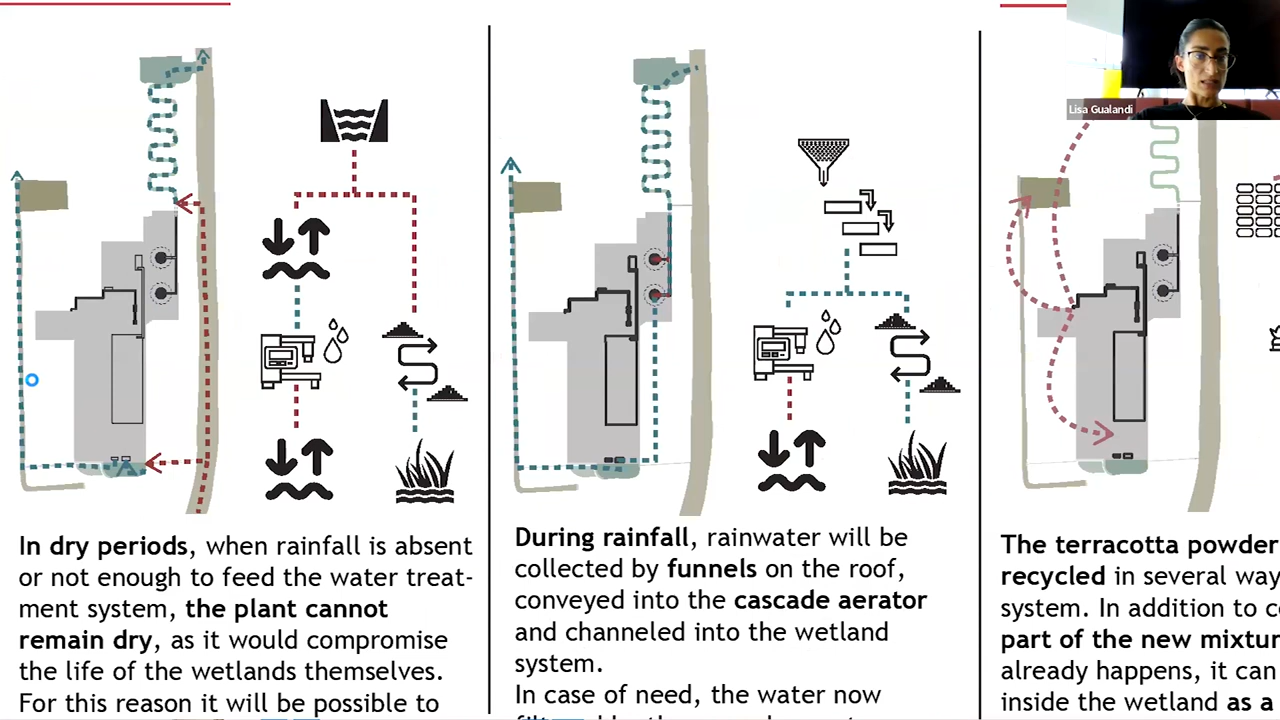 Lisa Gualandi
In dry periods, when rainfall is absent
or not enough to feed the water treat-
ment system, the plant cannot
remain dry, as it would compromise
the life of the wetlands themselves.
For this reason it will be possible to
During rainfall, rainwater will be
collected by funnels on the roof,
conveyed into the cascade aerator
and channeled into the wetland
system.
In case of need, the water now
The terracotta powder
recycled in several way
system. In addition to
part of the new mixtur
already happens, it can
inside the wetland as a